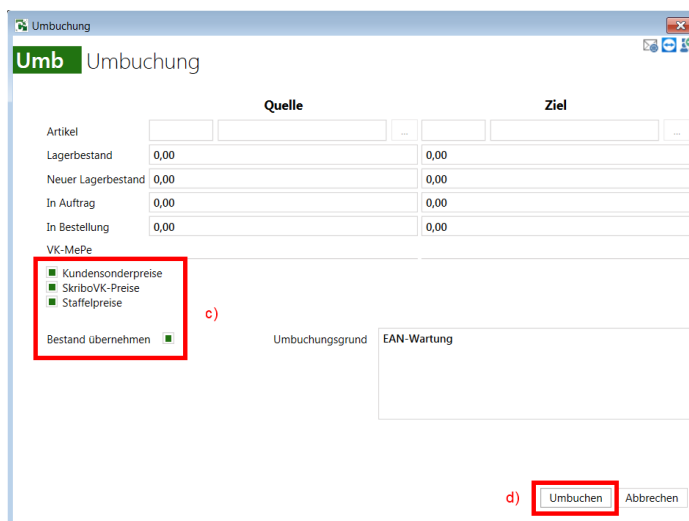 Umbuchung
Umb Umbuchung
Quelle Ziel
Artikel ... ...
Lagerbestand 0,00 0,00
Neuer Lagerbestand 0,00 0,00
In Auftrag 0,00 0,00
In Bestellung 0,00 0,00
VK-MePe
Kundensonderpreise
SkriboVK-Preise
Staffelpreise
c)
Bestand übernehmen Umbuchungsgrund EAN-Wartung
d) Umbuchen Abbrechen